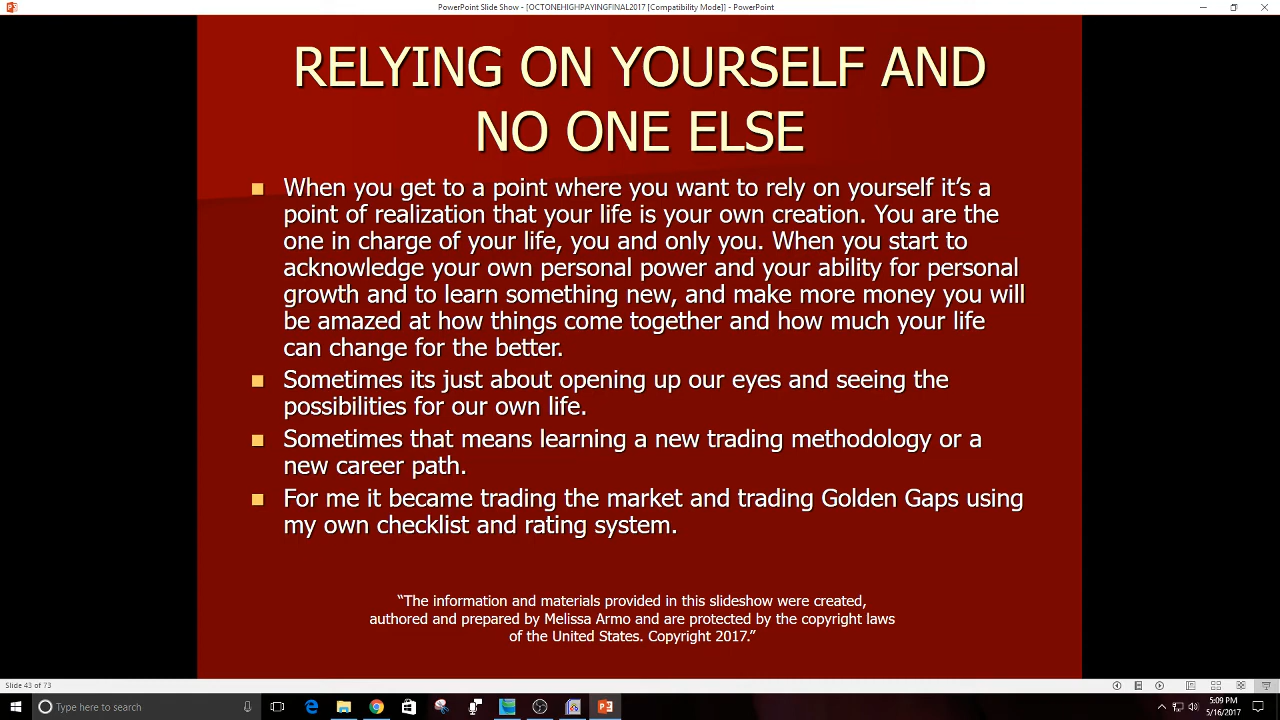 PowerPoint Slide Show - [OCTONEHIGHPAYINGFINAL2017 [Compatibility Mode]] - PowerPoint
RELYING ON YOURSELF AND
NO ONE ELSE
When you get to a point where you want to rely on yourself it’s a
point of realization that your life is your own creation. You are the
one in charge of your life, you and only you. When you start to
acknowledge your own personal power and your ability for personal
growth and to learn something new, and make more money you will
be amazed at how things come together and how much your life
can change for the better.
Sometimes its just about opening up our eyes and seeing the
possibilities for our own life.
Sometimes that means learning a new trading methodology or a
new career path.
For me it became trading the market and trading Golden Gaps using
my own checklist and rating system.
“The information and materials provided in this slideshow were created,
authored and prepared by Melissa Armo and are protected by the copyright laws
of the United States. Copyright 2017.”
Slide 43 of 73
Type here to search
5:09 PM
5/16/2017